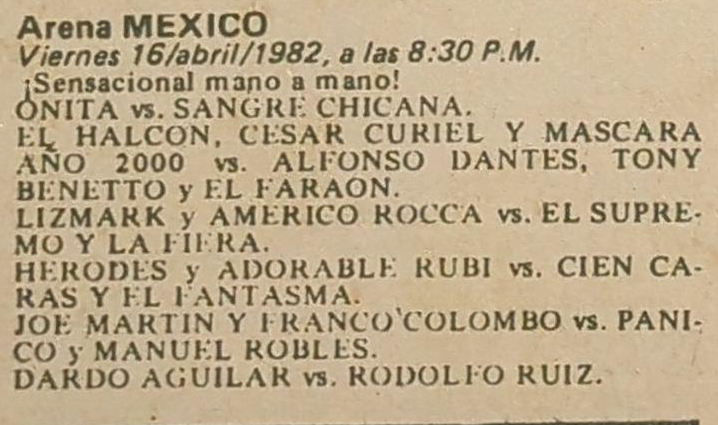 Arena MEXICO
Viernes 16/abril/1982, a las 8:30 P.M.
¡Sensacional mano a mano!
ONITA vs. SANGRE CHICANA.
EL HALCON, CESAR CURIEL Y MASCARA
AÑO 2000 vs. ALFONSO DANTES, TONY
BENETTO y EL FARAON.
LIZMARK y AMERICO ROCCA vs. EL SUPRE-
MO Y LA FIERA.
HERODES y ADORABLE RUBI vs. CIEN CA-
RAS Y EL FANTASMA.
JOE MARTIN Y FRANCO COLOMBO vs. PANI-
CO y MANUEL ROBLES.
DARDO AGUILAR vs. RODOLFO RUIZ.